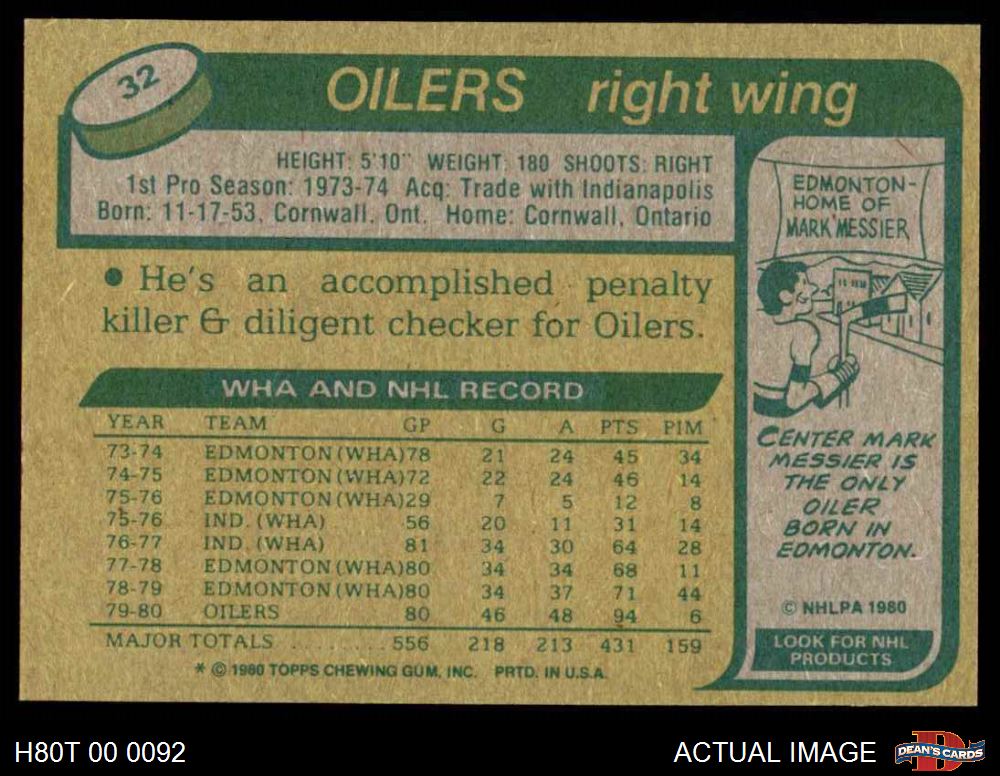 32
OILERS right wing
HEIGHT: 5'10" WEIGHT: 180 SHOOTS: RIGHT
1st Pro Season: 1973-74 Acq: Trade with Indianapolis
Born: 11-17-53, Cornwall, Ont. Home: Cornwall, Ontario
● He's an accomplished penalty
killer & diligent checker for Oilers.
WHA AND NHL RECORD
YEAR TEAM GP G A PTS PIM
73-74 EDMONTON (WHA) 78 21 24 45 34
74-75 EDMONTON (WHA) 72 22 24 46 14
75-76 EDMONTON (WHA) 29 7 5 12 8
75-76 IND. (WHA) 56 20 11 31 14
76-77 IND. (WHA) 81 34 30 64 28
77-78 EDMONTON (WHA) 80 34 34 68 11
78-79 EDMONTON (WHA) 80 34 37 71 44
79-80 OILERS 80 46 48 94 6
MAJOR TOTALS ......... 556 218 213 431 159
* © 1980 TOPPS CHEWING GUM, INC. PRTD. IN U.S.A.
EDMONTON-
HOME OF
MARK MESSIER
CENTER MARK
MESSIER IS
THE ONLY
OILER
BORN IN
EDMONTON.
© NHLPA 1980
LOOK FOR NHL
PRODUCTS
H80T 00 0092
ACTUAL IMAGE
DEAN'S CARDS